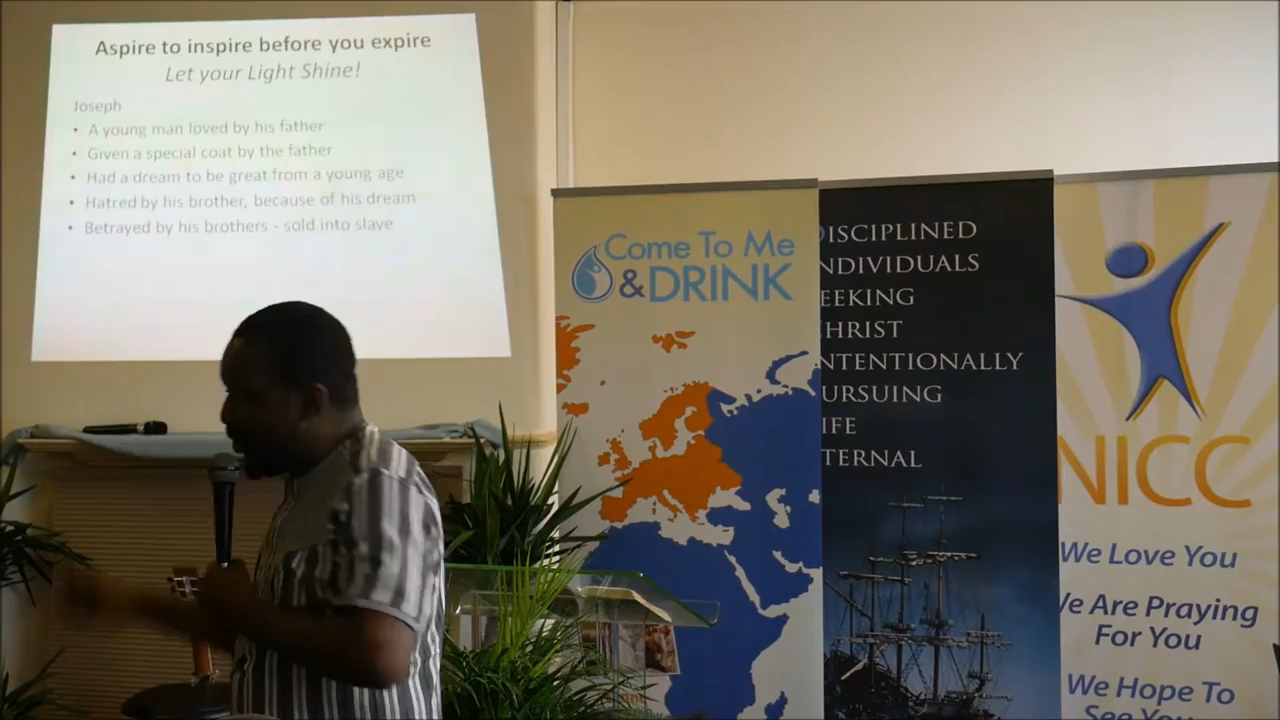 Aspire to inspire before you expire
Let your Light Shine!
Joseph
• A young man loved by his father
• Given a special coat by the father
• Had a dream to be great from a young age
• Hatred by his brother, because of his dream
• Betrayed by his brothers - sold into slave
Come To Me
& DRINK
ISCIPLINED
NDIVIDUALS
EEKING
HRIST
NTENTIONALLY
URSUING
IFE
TERNAL
NICC
We Love You
We Are Praying
For You
We Hope To
See You